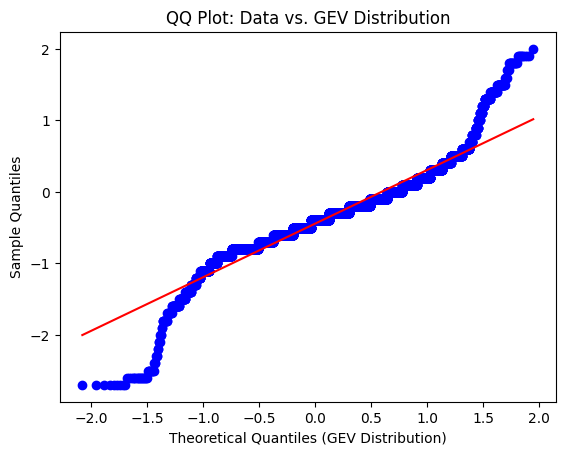 QQ Plot: Data vs. GEV Distribution
2
1
0
−1
−2
Sample Quantiles
−2.0 −1.5 −1.0 −0.5 0.0 0.5 1.0 1.5 2.0
Theoretical Quantiles (GEV Distribution)